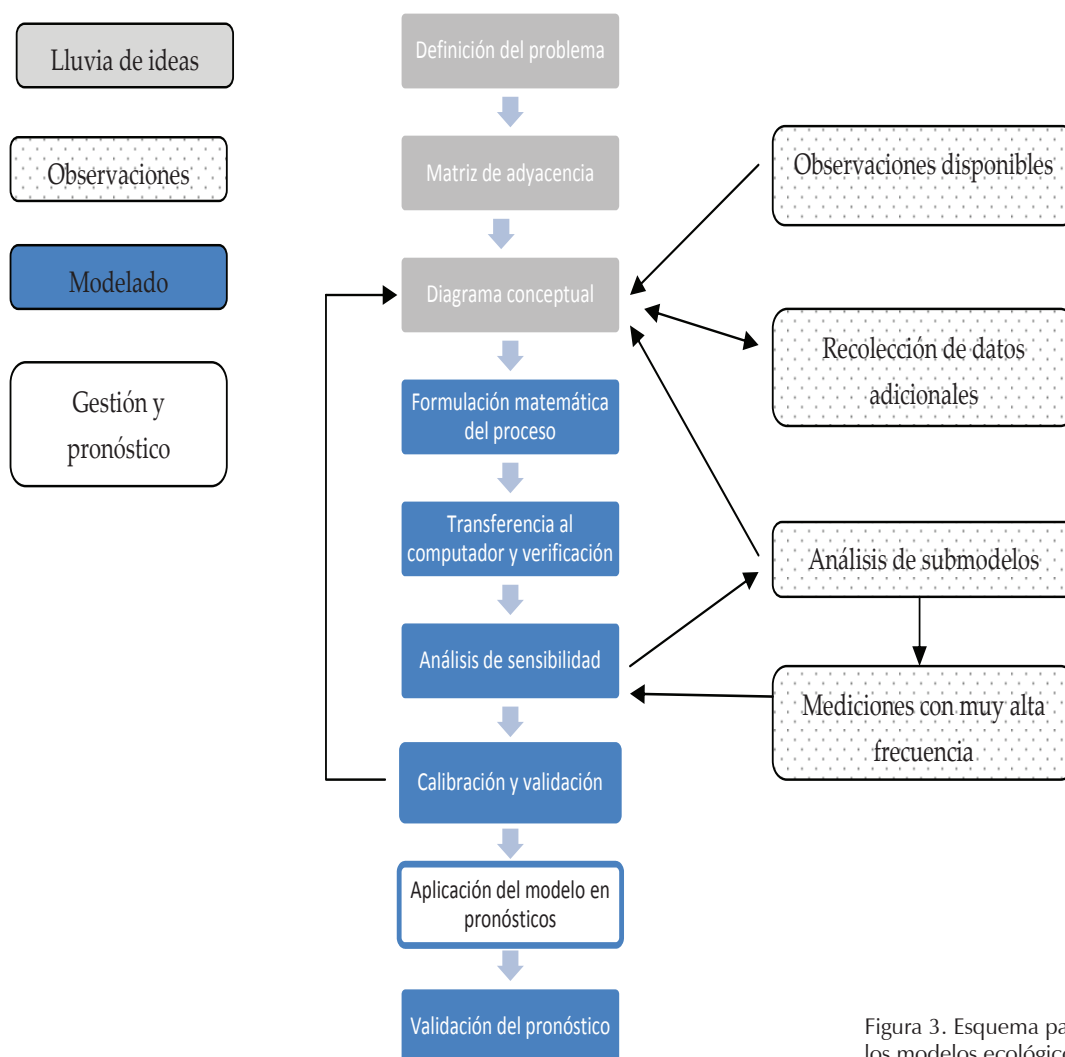 Lluvia de ideas
Observaciones
Modelado
Gestión y
pronóstico
Definición del problema
Matriz de adyacencia
Diagrama conceptual
Formulación matemática
del proceso
Transferencia al
computador y verificación
Análisis de sensibilidad
Calibración y validación
Aplicación del modelo en
pronósticos
Validación del pronóstico
Observaciones disponibles
Recolección de datos
adicionales
Análisis de submodelos
Mediciones con muy alta
frecuencia
Figura 3. Esquema pa
los modelos ecológico